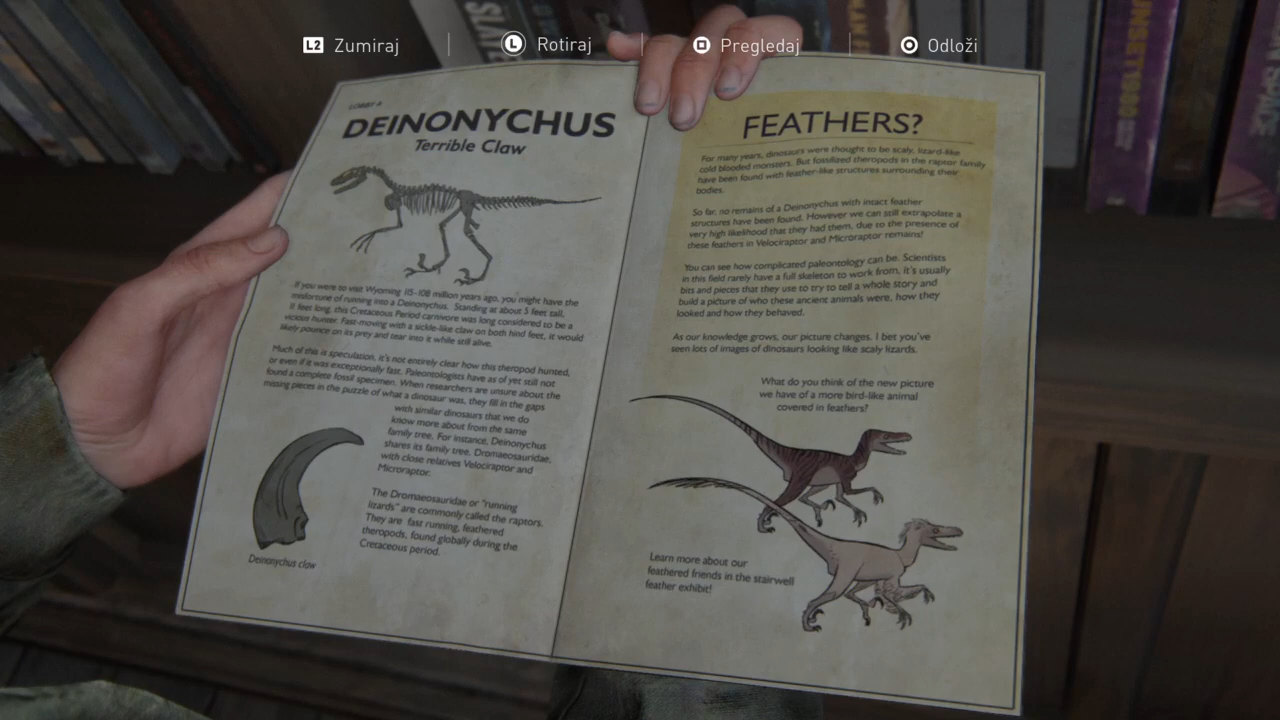 L2 Zumiraj
L Rotiraj
Pregledaj
Odloži
LOBBY
DEINONYCHUS
Terrible Claw
If you were to visit Wyoming 115-108 million years ago, you might have the
misfortune of running into a Deinonychus. Standing at about 5 feet tall,
11 feet long, this Cretaceous Period carnivore was long considered to be a
vicious hunter. Fast-moving with a sickle-like claw on both hind feet, it would
likely pounce on its prey and tear into it while still alive.
Much of this is speculation, it's not entirely clear how this theropod hunted,
or even if it was exceptionally fast. Paleontologists have as of yet still not
found a complete fossil specimen. When researchers are unsure about the
missing pieces in the puzzle of what a dinosaur was, they fill in the gaps
with similar dinosaurs that we do
know more about from the same
family tree. For instance, Deinonychus
shares its family tree, Dromaeosauridae,
with close relatives Velociraptor and
Microraptor.
The Dromaeosauridae or "running
lizards" are commonly called the raptors.
They are fast running, feathered
theropods, found globally during the
Cretaceous period.
Deinonychus claw
FEATHERS?
For many years, dinosaurs were thought to be scaly, lizard-like
cold blooded monsters. But fossilized theropods in the raptor family
have been found with feather-like structures surrounding their
bodies.
So far, no remains of a Deinonychus with intact feather
structures have been found. However we can still extrapolate a
very high likelihood that they had them, due to the presence of
these feathers in Velociraptor and Microraptor remains!
You can see how complicated paleontology can be. Scientists
in this field rarely have a full skeleton to work from, it's usually
bits and pieces that they use to try to tell a whole story and
build a picture of who these ancient animals were, how they
looked and how they behaved.
As our knowledge grows, our picture changes. I bet you've
seen lots of images of dinosaurs looking like scaly lizards.
What do you think of the new picture
we have of a more bird-like animal
covered in feathers?
Learn more about our
feathered friends in the stairwell
feather exhibit!